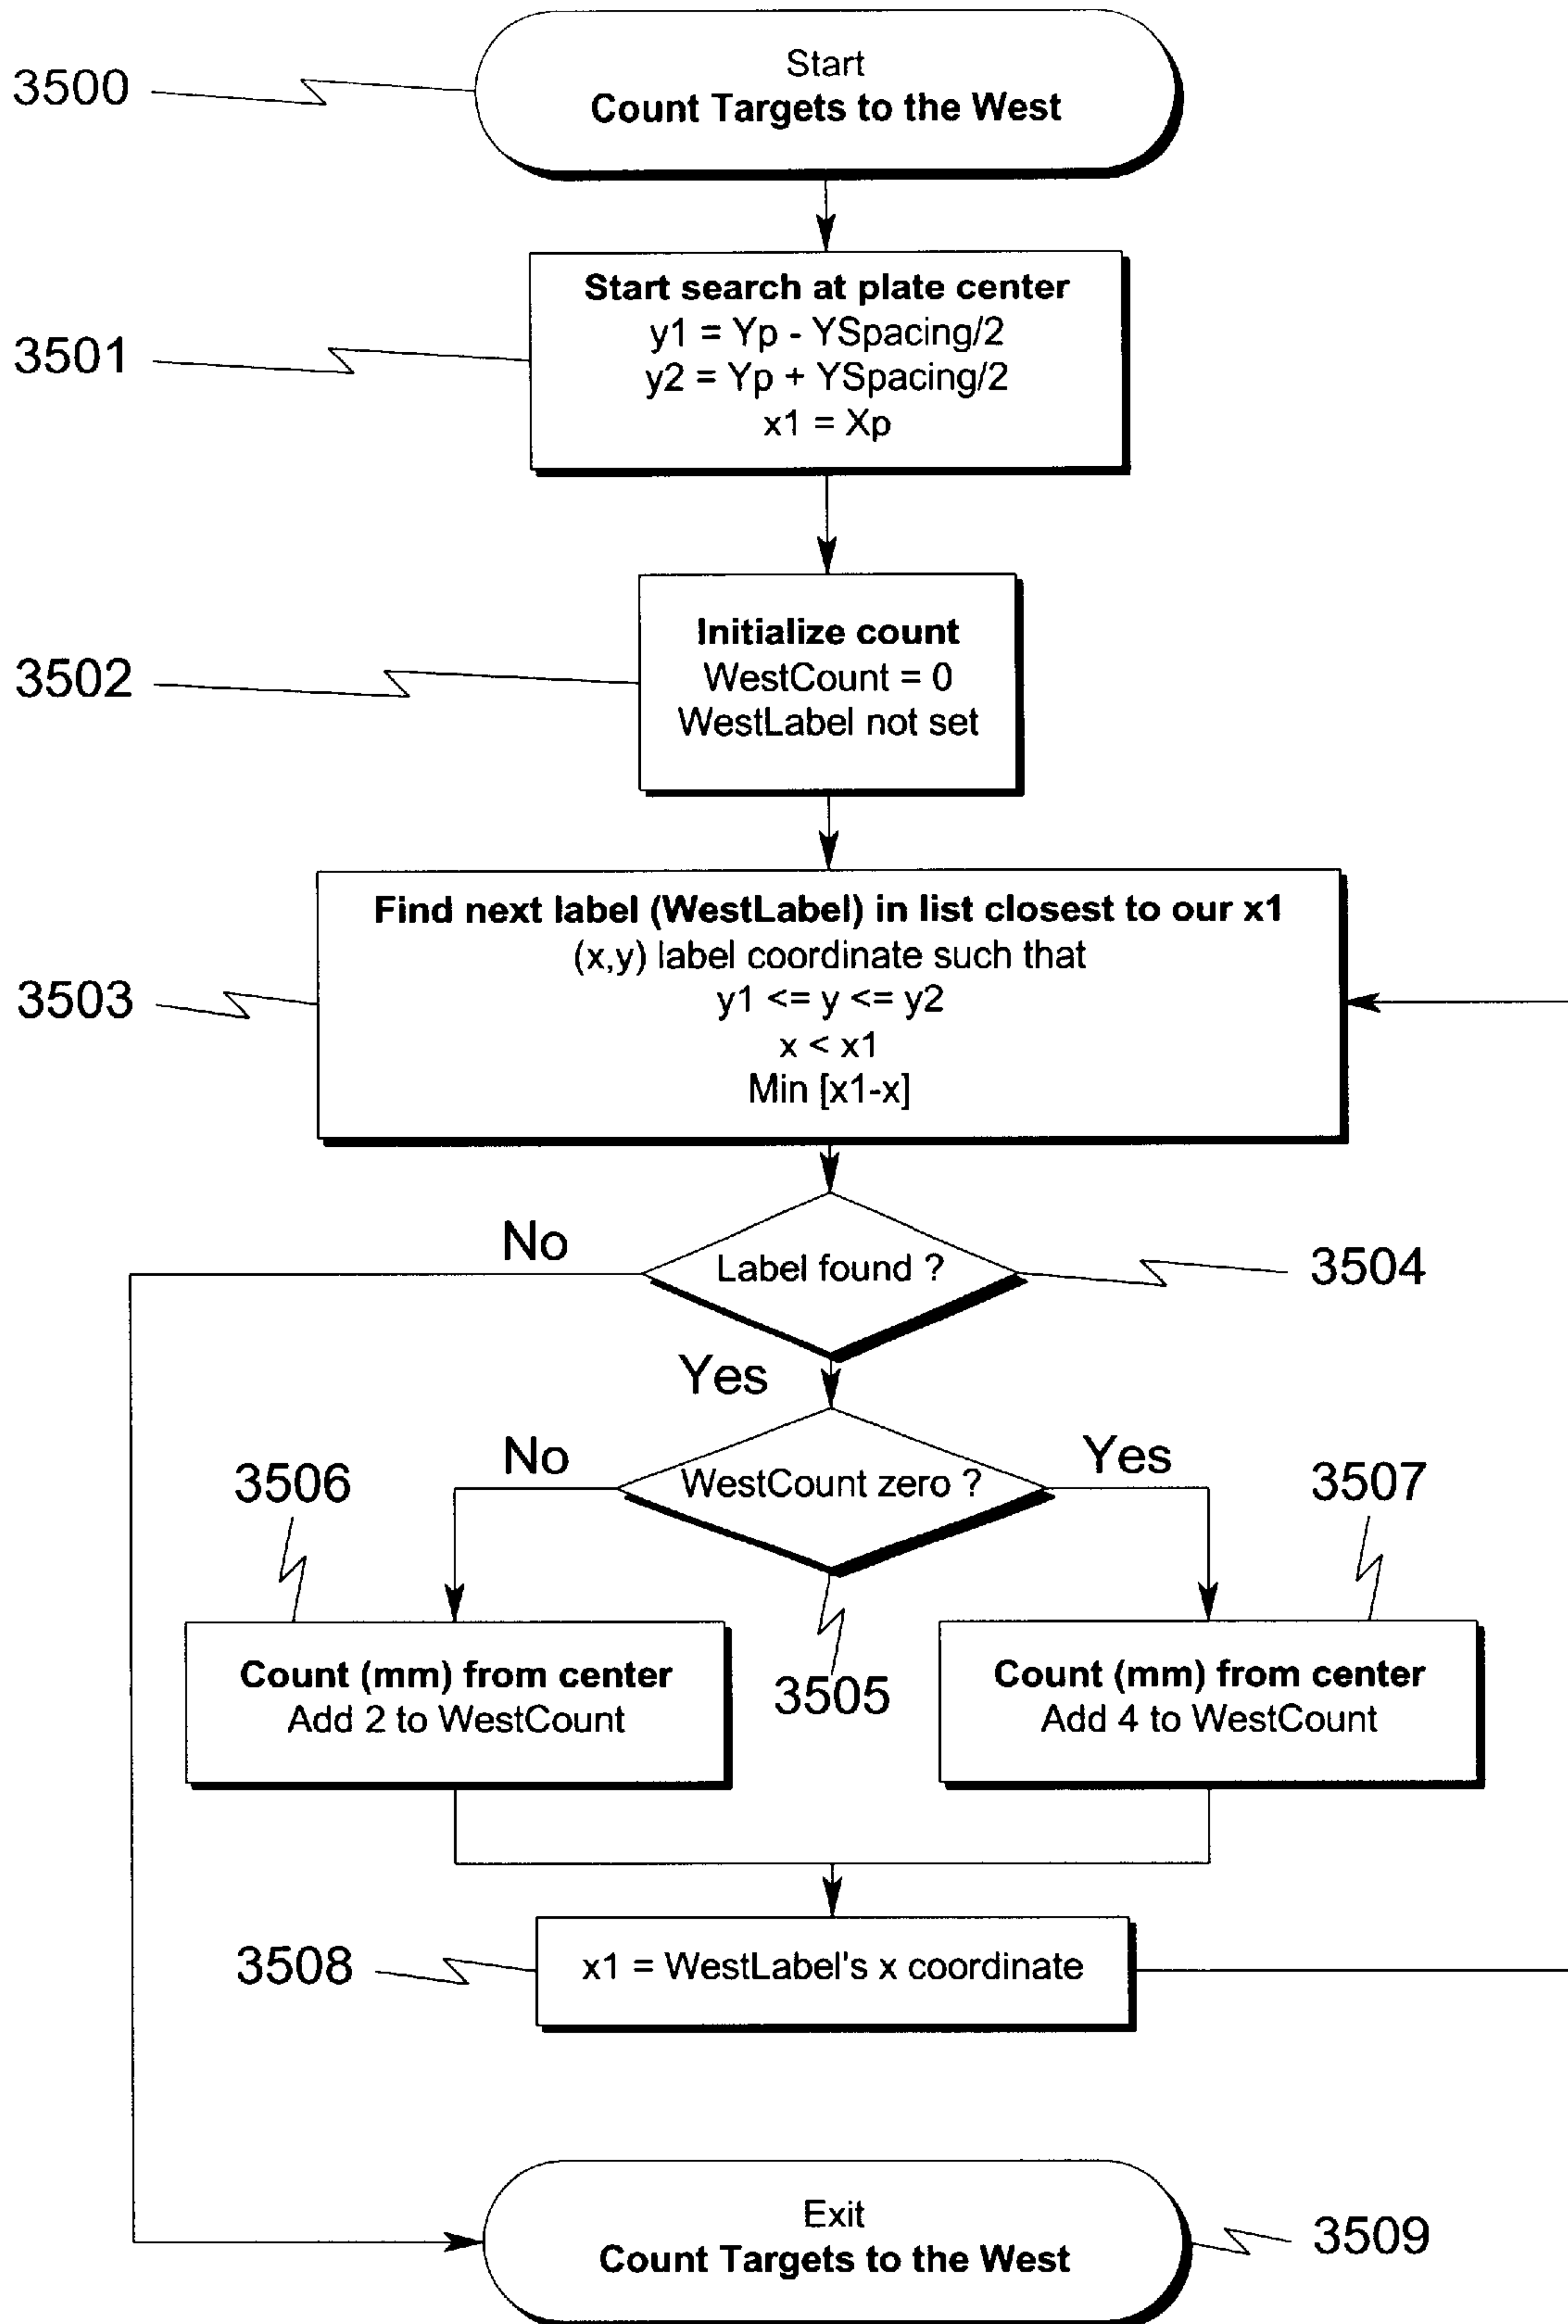 3500
Start
Count Targets to the West
3501
Start search at plate center
y1 = Yp - YSpacing/2
y2 = Yp + YSpacing/2
x1 = Xp
3502
Initialize count
WestCount = 0
WestLabel not set
3503
Find next label (WestLabel) in list closest to our x1
(x,y) label coordinate such that
y1 <= y <= y2
x < x1
Min [x1-x]
No
Label found ?
3504
Yes
No
WestCount zero ?
Yes
3506
3507
3505
Count (mm) from center
Add 2 to WestCount
Count (mm) from center
Add 4 to WestCount
3508
x1 = WestLabel's x coordinate
Exit
Count Targets to the West
3509